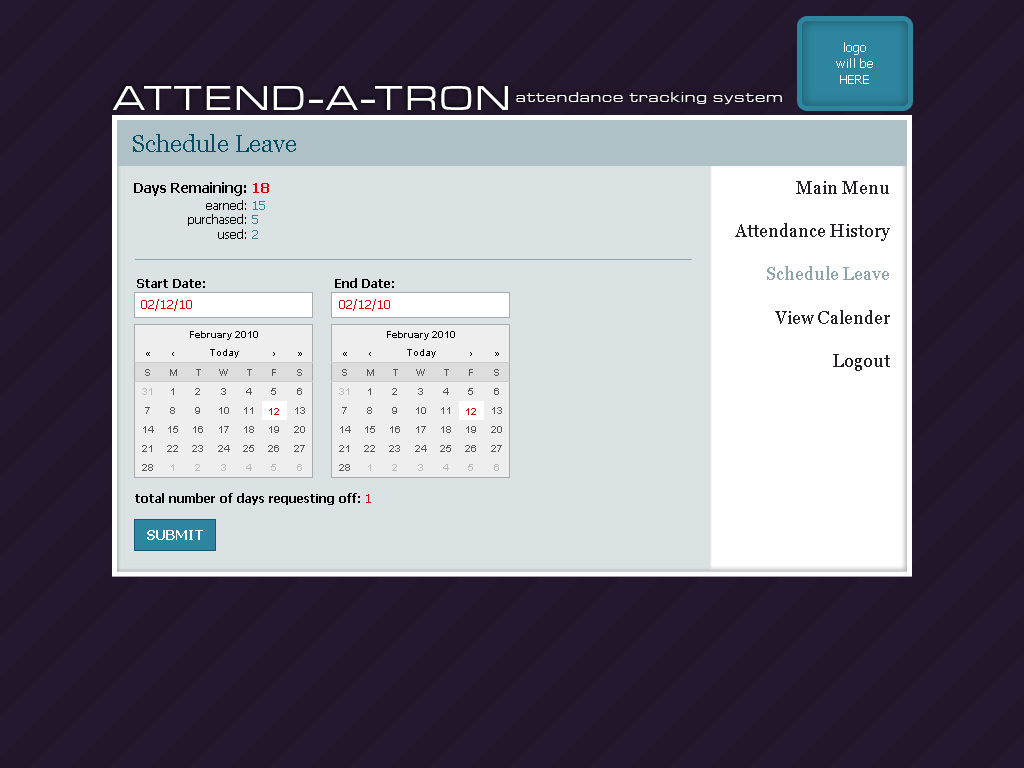 logo
will be
HERE
ATTEND-A-TRON attendance tracking system
Schedule Leave
Days Remaining: 18
earned: 15
purchased: 5
used: 2
Main Menu
Attendance History
Schedule Leave
View Calender
Logout
Start Date:
02/12/10
February 2010
« ‹ Today › »
S M T W T F S
31 1 2 3 4 5 6
7 8 9 10 11 12 13
14 15 16 17 18 19 20
21 22 23 24 25 26 27
28 1 2 3 4 5 6
End Date:
02/12/10
February 2010
« ‹ Today › »
S M T W T F S
31 1 2 3 4 5 6
7 8 9 10 11 12 13
14 15 16 17 18 19 20
21 22 23 24 25 26 27
28 1 2 3 4 5 6
total number of days requesting off: 1
SUBMIT